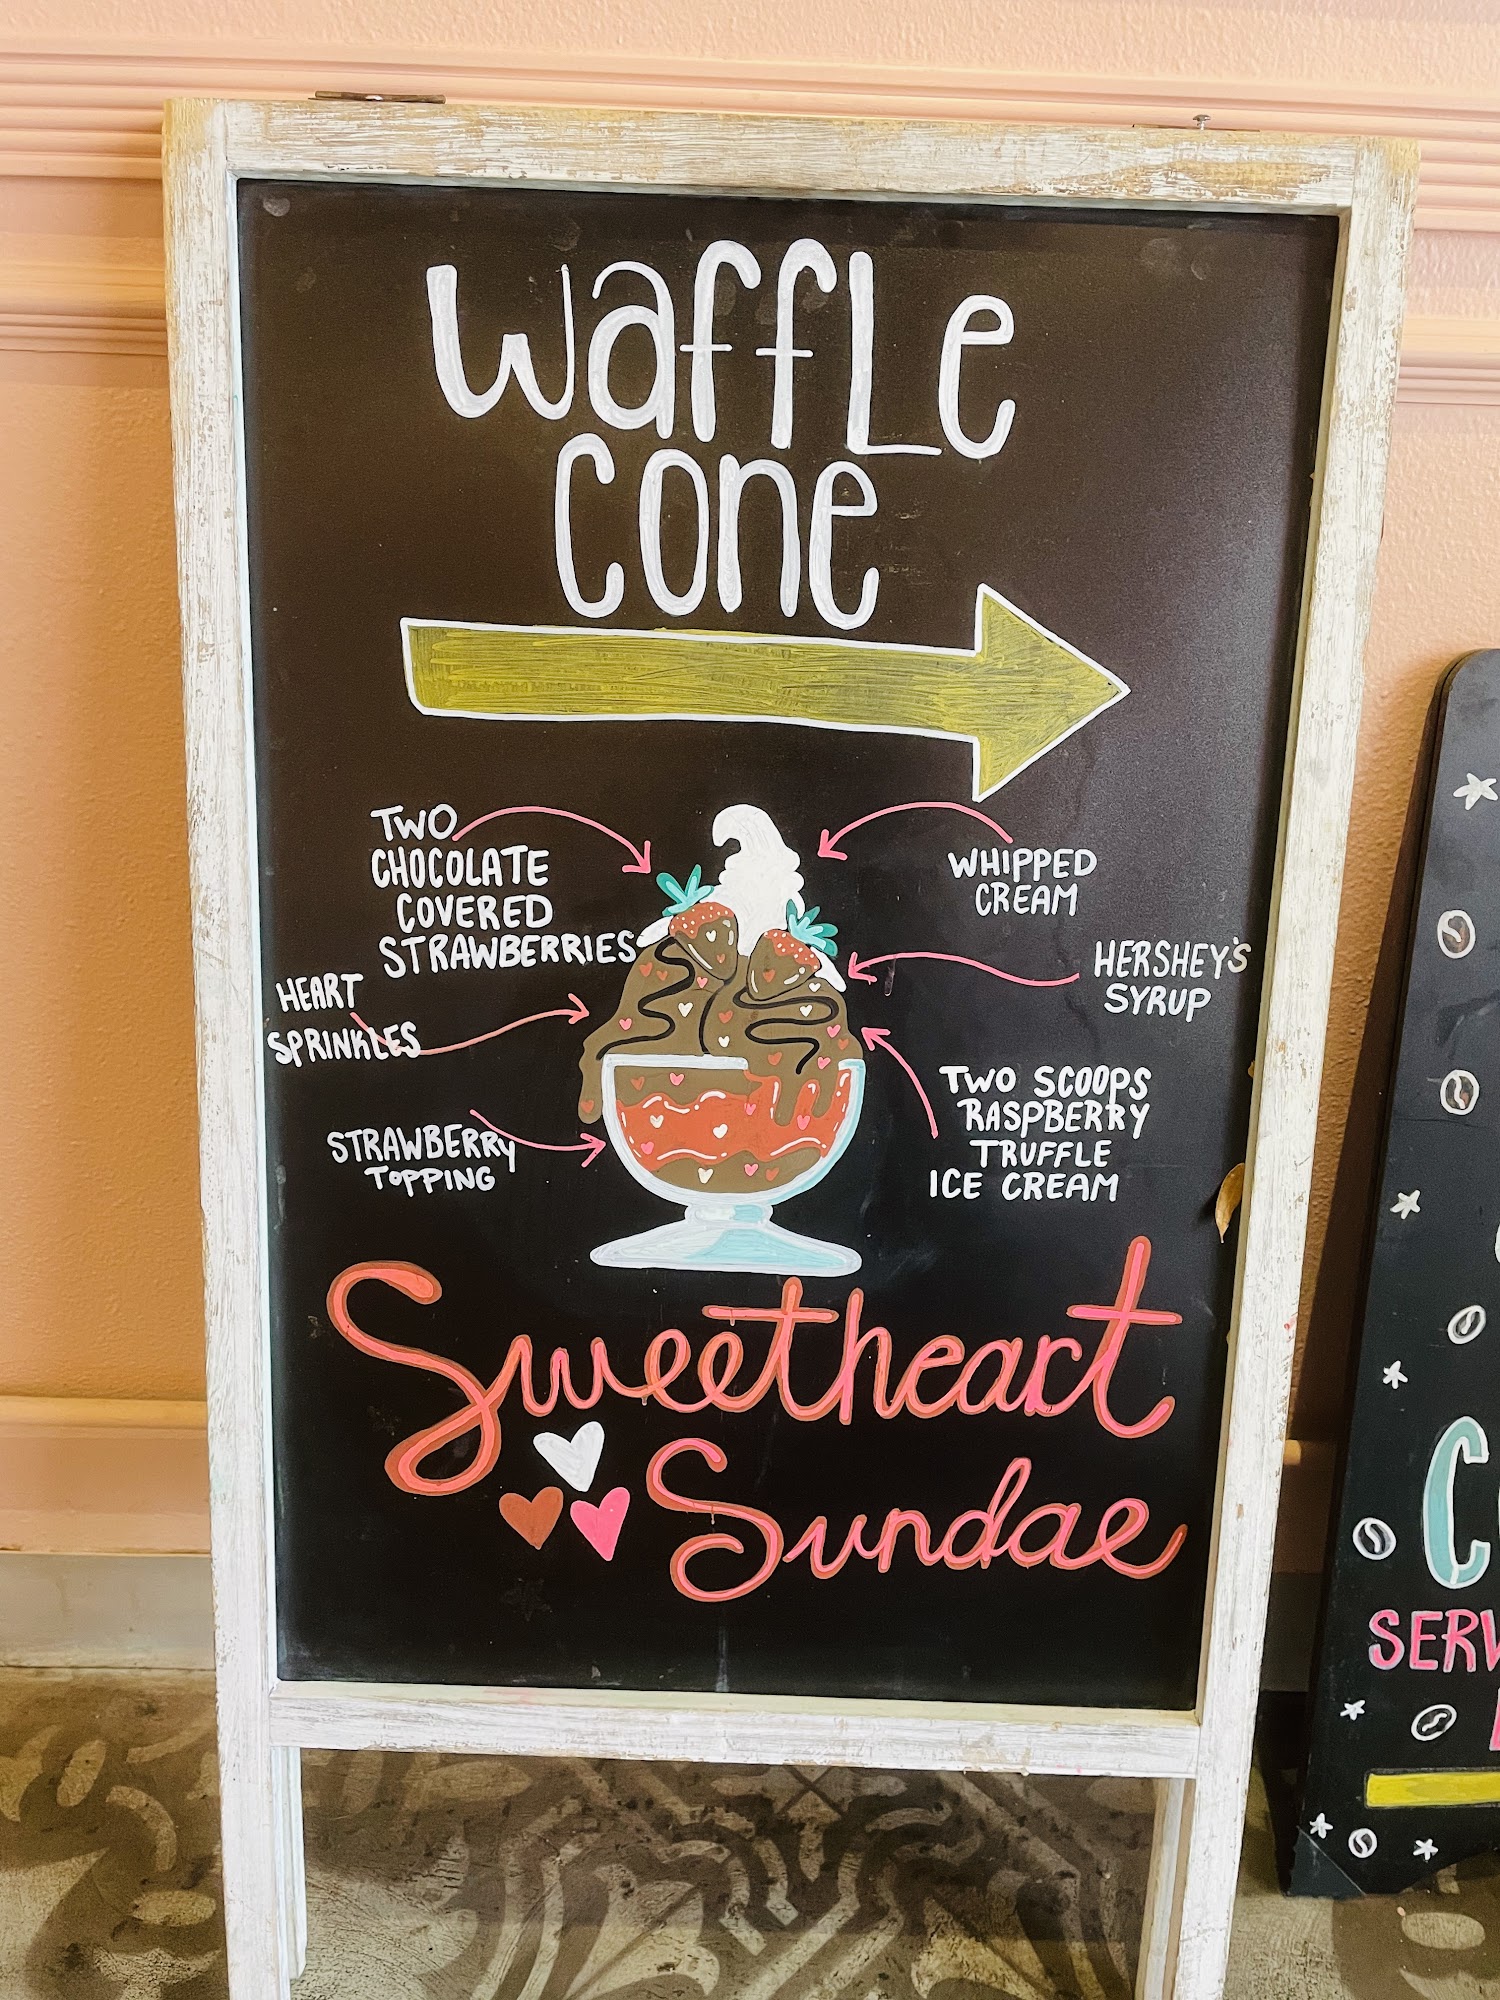 waffLe
cone
TWO
CHOCOLATE
COVERED
STRAWBERRIES
WHIPPED
CREAM
HEART
SPRINKLES
HERSHEY'S
SYRUP
STRAWBERRY
TOPPING
TWO SCOOPS
RASPBERRY
TRUFFLE
ICE CREAM
Sweetheart
Sundae
C
SERV